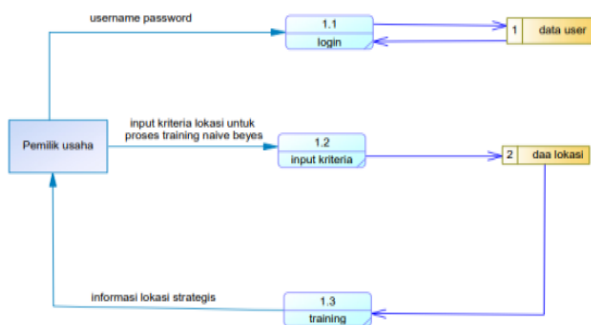 username password
1.1
login
1 data user
input kriteria lokasi untuk
proses training naive beyes
Pemilik usaha
1.2
input kriteria
2 daa lokasi
informasi lokasi strategis
1.3
training